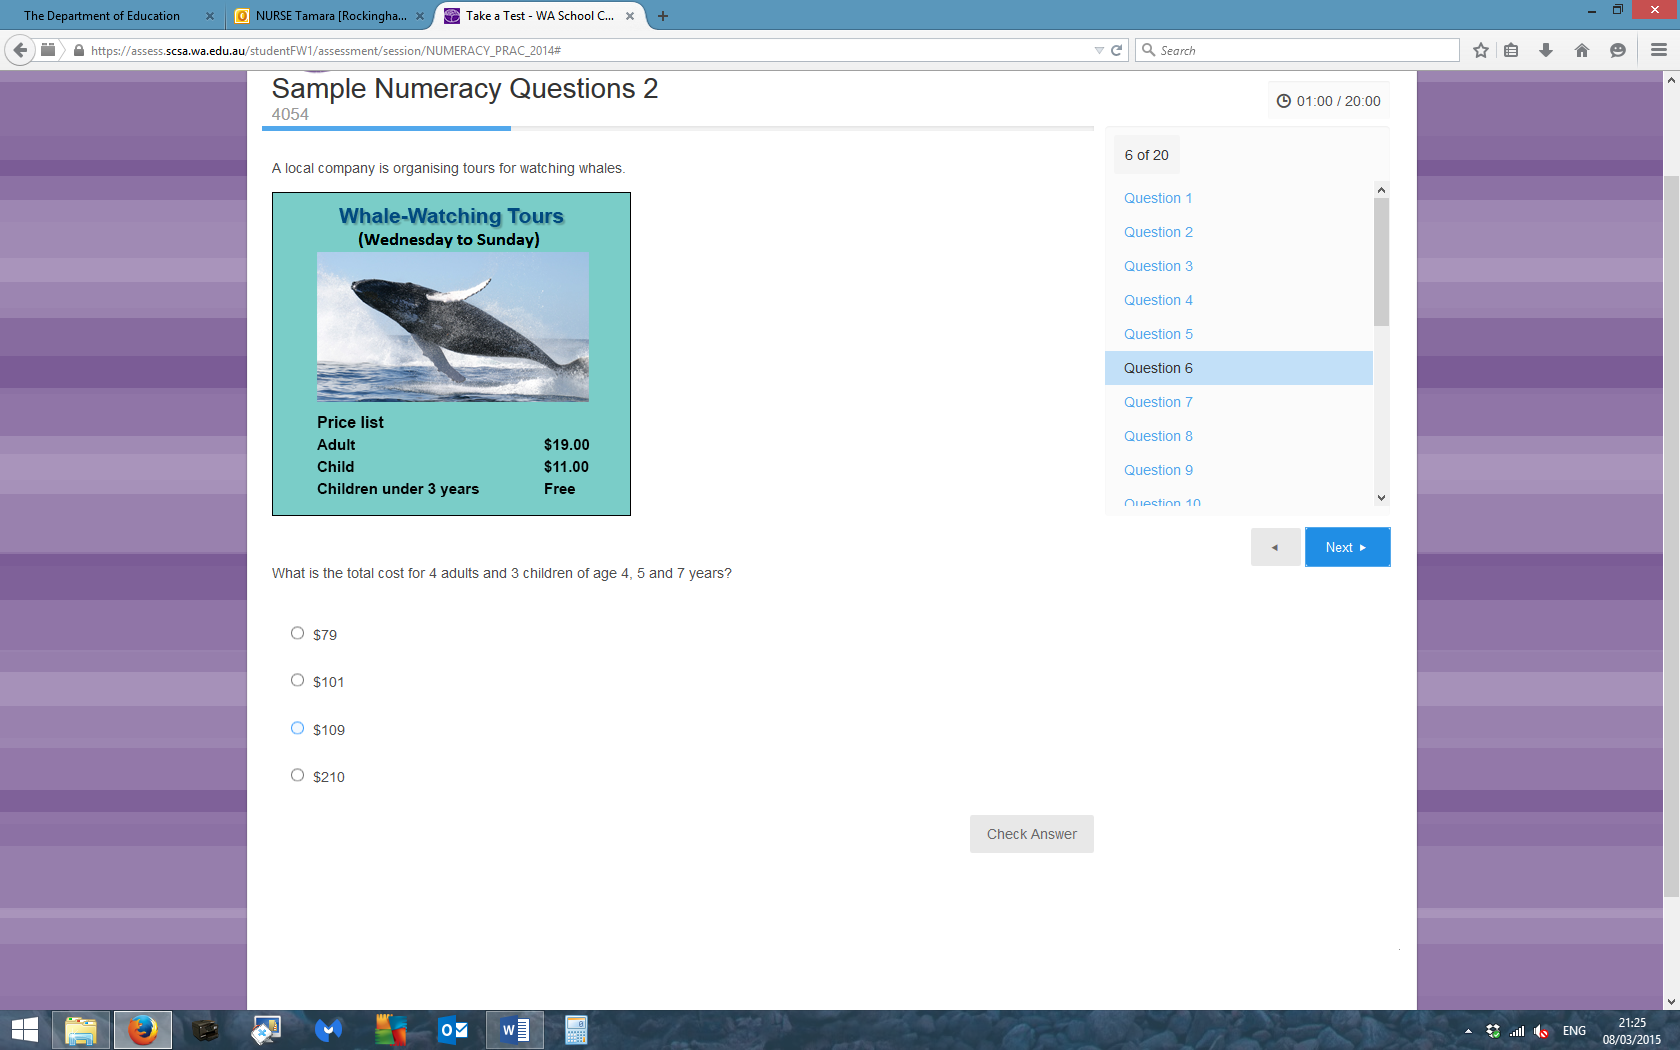 The Department of Education
NURSE Tamara [Rockingha...
Take a Test - WA School C...
https://assess.scsa.wa.edu.au/studentFW1/assessment/session/NUMERACY_PRAC_2014#
Search
Sample Numeracy Questions 2
4054
01:00 / 20:00
A local company is organising tours for watching whales.
Whale-Watching Tours
(Wednesday to Sunday)
Price list
Adult $19.00
Child $11.00
Children under 3 years Free
What is the total cost for 4 adults and 3 children of age 4, 5 and 7 years?
$79
$101
$109
$210
Check Answer
6 of 20
Question 1
Question 2
Question 3
Question 4
Question 5
Question 6
Question 7
Question 8
Question 9
Question 10
Next
ENG
21:25
08/03/2015